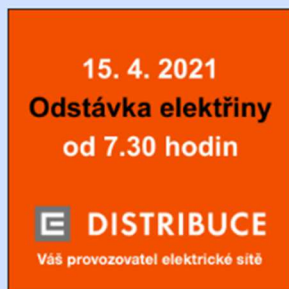 15. 4. 2021
Odstávka elektřiny
od 7.30 hodin
E DISTRIBUCE
Váš provozovatel elektrické sítě